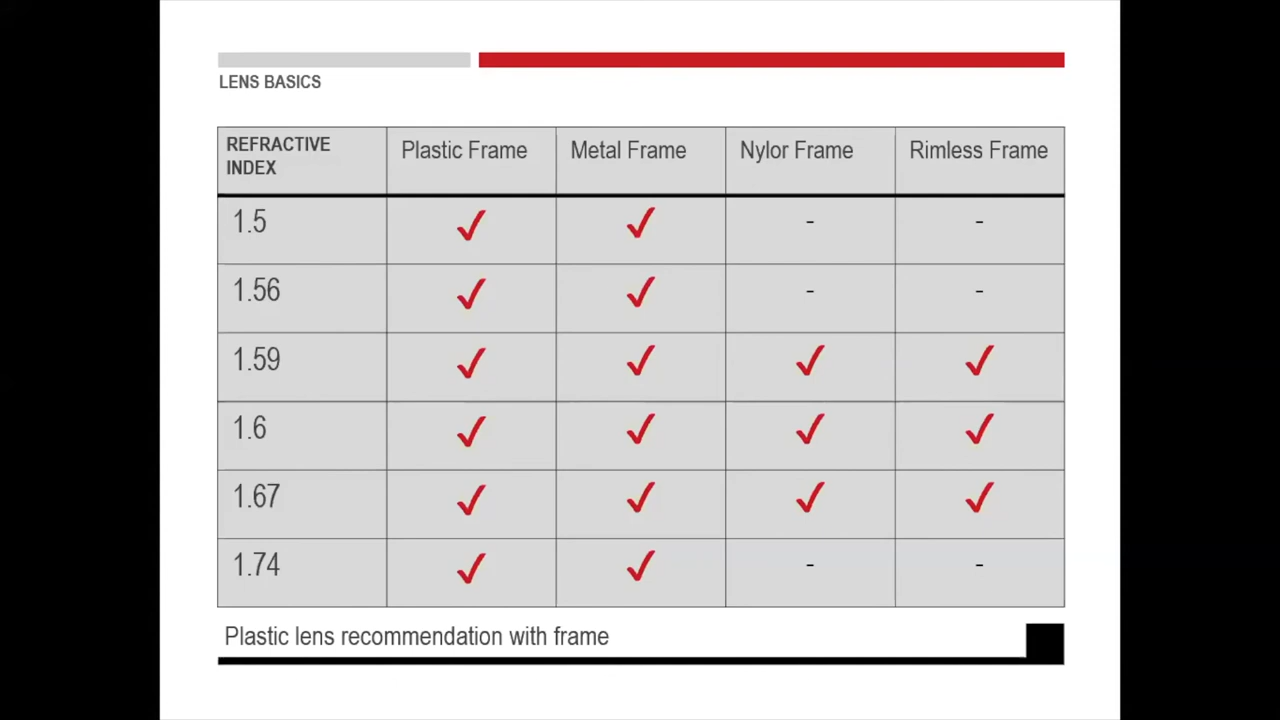 LENS BASICS
REFRACTIVE INDEX Plastic Frame Metal Frame Nylor Frame Rimless Frame
1.5 ✓ ✓ - -
1.56 ✓ ✓ - -
1.59 ✓ ✓ ✓ ✓
1.6 ✓ ✓ ✓ ✓
1.67 ✓ ✓ ✓ ✓
1.74 ✓ ✓ - -
Plastic lens recommendation with frame